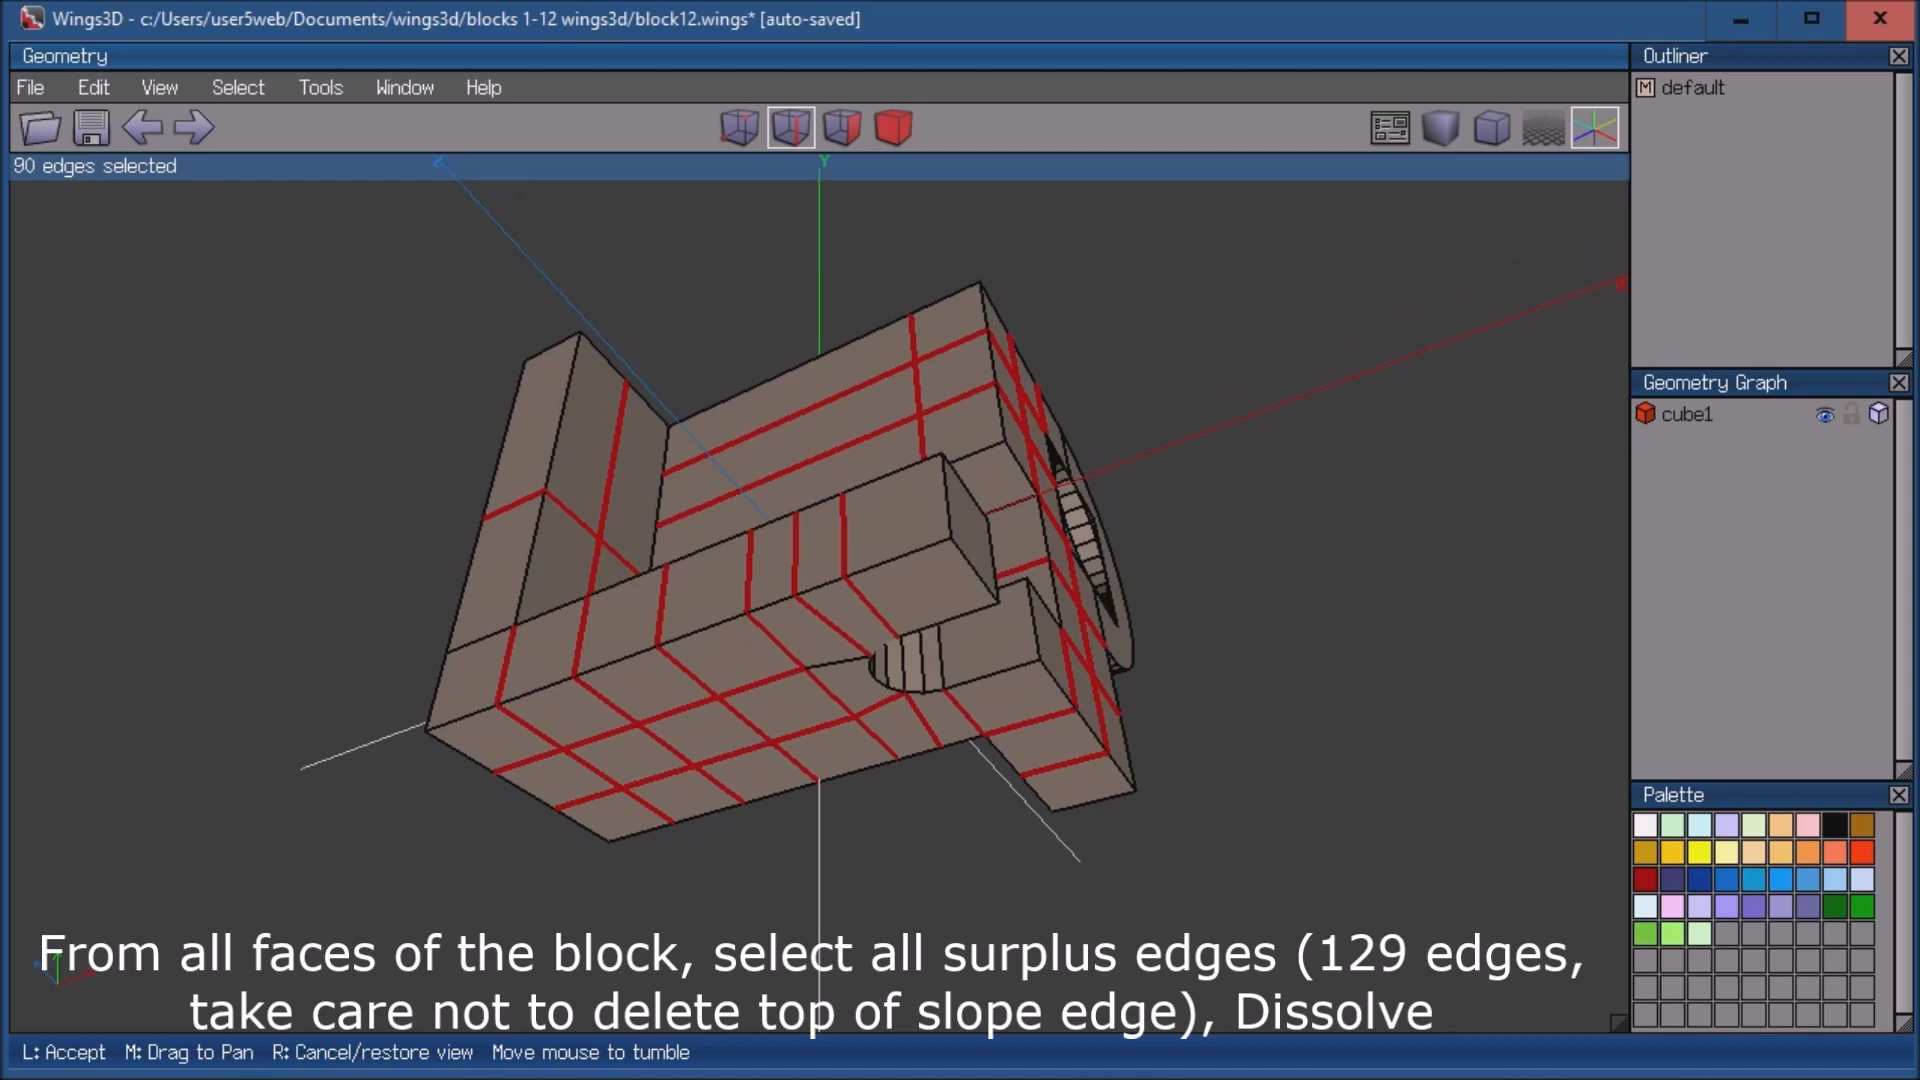 Wings3D - c:/Users/user5web/Documents/wings3d/blocks 1-12 wings3d/block12.wings* [auto-saved]
Geometry
File Edit View Select Tools Window Help
90 edges selected
Y
Outliner
M default
Geometry Graph
cube1
Palette
From all faces of the block, select all surplus edges (129 edges,
take care not to delete top of slope edge), Dissolve
L: Accept M: Drag to Pan R: Cancel/restore view Move mouse to tumble